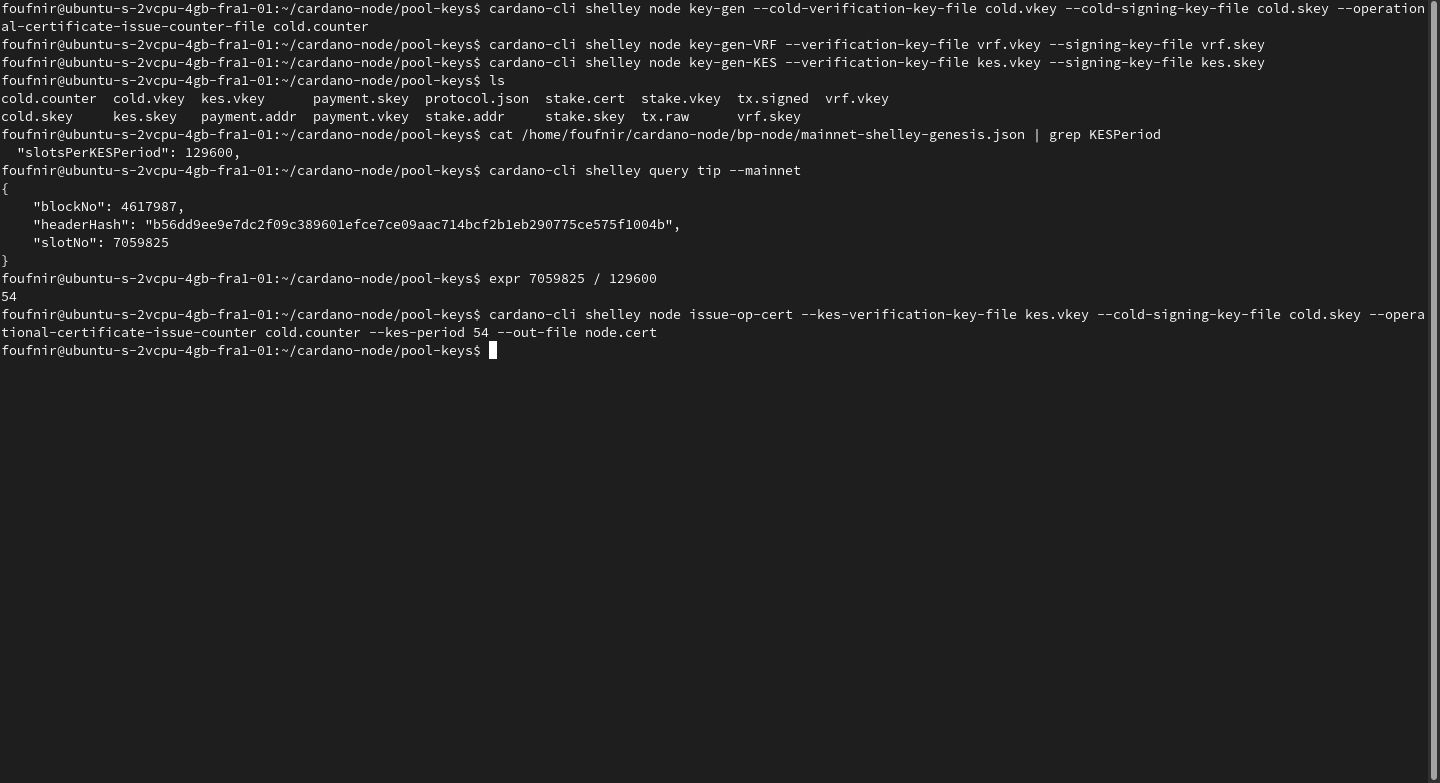 foufnir@ubuntu-s-2vcpu-4gb-fra1-01:~/cardano-node/pool-keys$ cardano-cli shelley node key-gen --cold-verification-key-file cold.vkey --cold-signing-key-file cold.skey --operation
al-certificate-issue-counter-file cold.counter
foufnir@ubuntu-s-2vcpu-4gb-fra1-01:~/cardano-node/pool-keys$ cardano-cli shelley node key-gen-VRF --verification-key-file vrf.vkey --signing-key-file vrf.skey
foufnir@ubuntu-s-2vcpu-4gb-fra1-01:~/cardano-node/pool-keys$ cardano-cli shelley node key-gen-KES --verification-key-file kes.vkey --signing-key-file kes.skey
foufnir@ubuntu-s-2vcpu-4gb-fra1-01:~/cardano-node/pool-keys$ ls
cold.counter  cold.vkey  kes.vkey      payment.skey  protocol.json  stake.cert  stake.vkey  tx.signed  vrf.vkey
cold.skey     kes.skey   payment.addr  payment.vkey  stake.addr     stake.skey  tx.raw      vrf.skey
foufnir@ubuntu-s-2vcpu-4gb-fra1-01:~/cardano-node/pool-keys$ cat /home/foufnir/cardano-node/bp-node/mainnet-shelley-genesis.json | grep KESPeriod
  "slotsPerKESPeriod": 129600,
foufnir@ubuntu-s-2vcpu-4gb-fra1-01:~/cardano-node/pool-keys$ cardano-cli shelley query tip --mainnet
{
    "blockNo": 4617987,
    "headerHash": "b56dd9ee9e7dc2f09c389601efce7ce09aac714bcf2b1eb290775ce575f1004b",
    "slotNo": 7059825
}
foufnir@ubuntu-s-2vcpu-4gb-fra1-01:~/cardano-node/pool-keys$ expr 7059825 / 129600
54
foufnir@ubuntu-s-2vcpu-4gb-fra1-01:~/cardano-node/pool-keys$ cardano-cli shelley node issue-op-cert --kes-verification-key-file kes.vkey --cold-signing-key-file cold.skey --opera
tional-certificate-issue-counter cold.counter --kes-period 54 --out-file node.cert
foufnir@ubuntu-s-2vcpu-4gb-fra1-01:~/cardano-node/pool-keys$